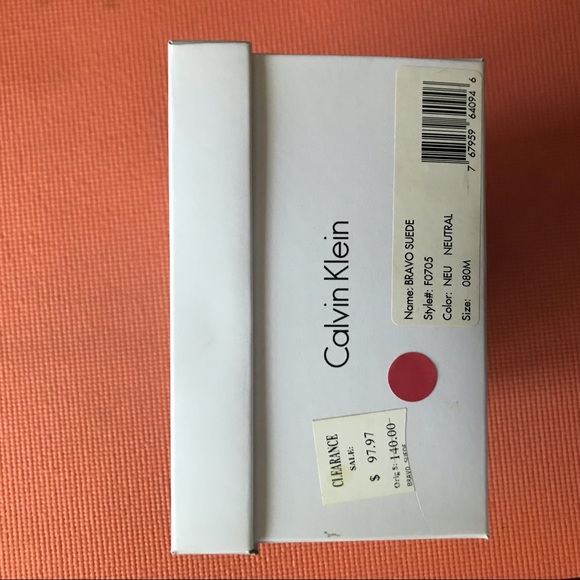 Calvin Klein
Name: BRAVO SUEDE
Style#: F0705
Color: NEU NEUTRAL
Size: 080M
7 67959 64094 6
CLEARANCE
SALE:
$ 97.97
Orig $: 140.00
BRAVO SUEDE